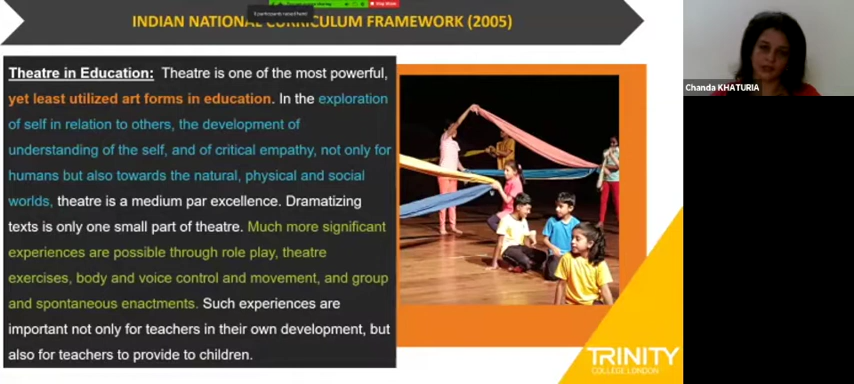 INDIAN NATIONAL CURRICULUM FRAMEWORK (2005)
Stop Share
Chanda KHATURIA
Theatre in Education: Theatre is one of the most powerful,
yet least utilized art forms in education. In the exploration
of self in relation to others, the development of
understanding of the self, and of critical empathy, not only for
humans but also towards the natural, physical and social
worlds, theatre is a medium par excellence. Dramatizing
texts is only one small part of theatre. Much more significant
experiences are possible through role play, theatre
exercises, body and voice control and movement, and group
and spontaneous enactments. Such experiences are
important not only for teachers in their own development, but
also for teachers to provide to children.
TRINITY
COLLEGE LONDON